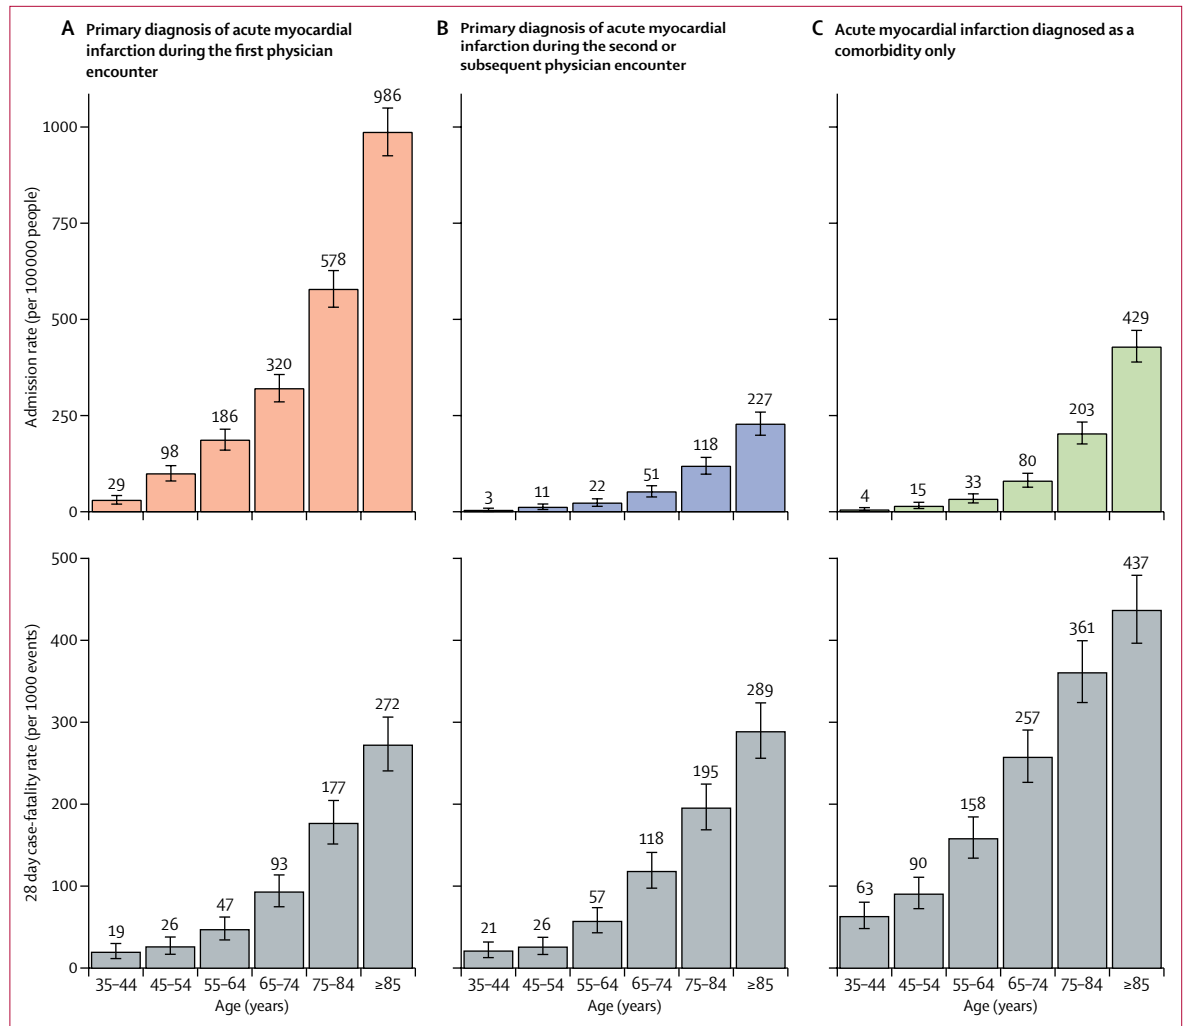 A Primary diagnosis of acute myocardial
infarction during the first physician
encounter
B Primary diagnosis of acute myocardial
infarction during the second or
subsequent physician encounter
C Acute myocardial infarction diagnosed as a
comorbidity only
Admission rate (per 100 000 people)
1000
750
500
250
0
29
98
186
320
578
986
3
11
22
51
118
227
4
15
33
80
203
429
28 day case-fatality rate (per 1000 events)
500
400
300
200
100
0
19
26
47
93
177
272
21
26
57
118
195
289
63
90
158
257
361
437
35–44 45–54 55–64 65–74 75–84 ≥85
Age (years)
35–44 45–54 55–64 65–74 75–84 ≥85
Age (years)
35–44 45–54 55–64 65–74 75–84 ≥85
Age (years)